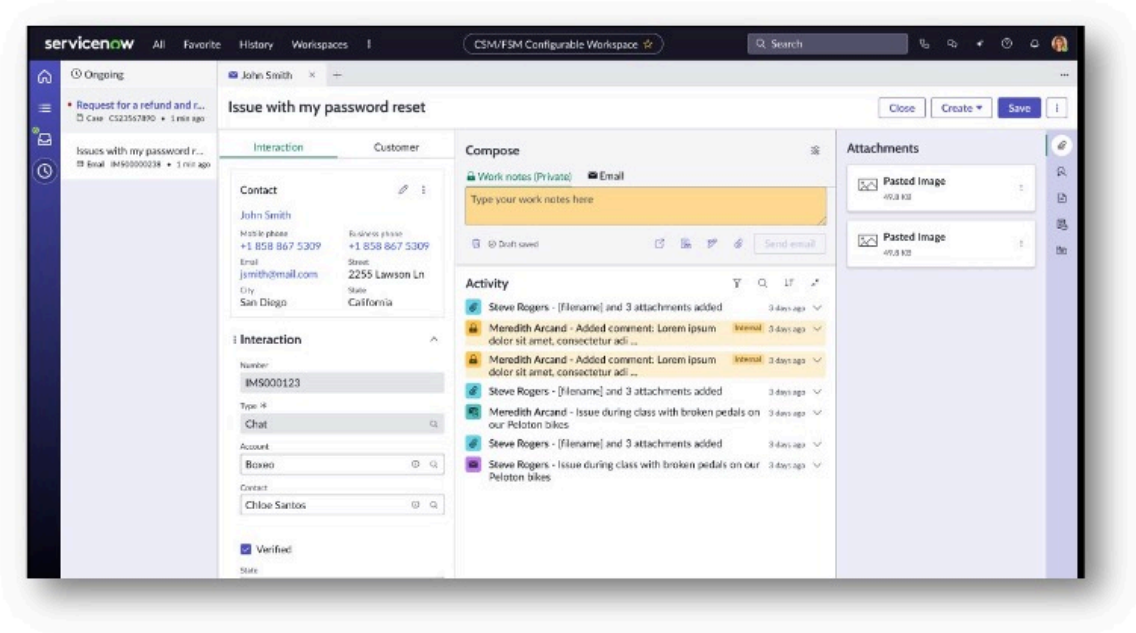 servicenow All Favorite History Workspaces
CSM/FSM Configurable Workspace
Search
Ongoing
Request for a refund and r...
Case CS23567890 • 1 min ago
Issues with my password r...
Email IMS00000238 • 1 min ago
John Smith
Issue with my password reset
Close
Create
Save
Interaction
Customer
Contact
John Smith
Mobile phone
+1 858 867 5309
Business phone
+1 858 867 5309
Email
jsmith@mail.com
Street
2255 Lawson Ln
City
San Diego
State
California
Interaction
Number
IMS000123
Type
Chat
Account
Boxeo
Contact
Chloe Santos
Verified
State
Compose
Work notes (Private)
Email
Type your work notes here
Draft saved
Send email
Activity
Steve Rogers - [filename] and 3 attachments added 3 days ago
Meredith Arcand - Added comment: Lorem ipsum Internal 3 days ago
dolor sit amet, consectetur adi ...
Meredith Arcand - Added comment: Lorem ipsum Internal 3 days ago
dolor sit amet, consectetur adi ...
Steve Rogers - [filename] and 3 attachments added 3 days ago
Meredith Arcand - Issue during class with broken pedals on 3 days ago
our Peloton bikes
Steve Rogers - [filename] and 3 attachments added 3 days ago
Steve Rogers - Issue during class with broken pedals on our 3 days ago
Peloton bikes
Attachments
Pasted Image
49.8 KB
Pasted Image
49.8 KB